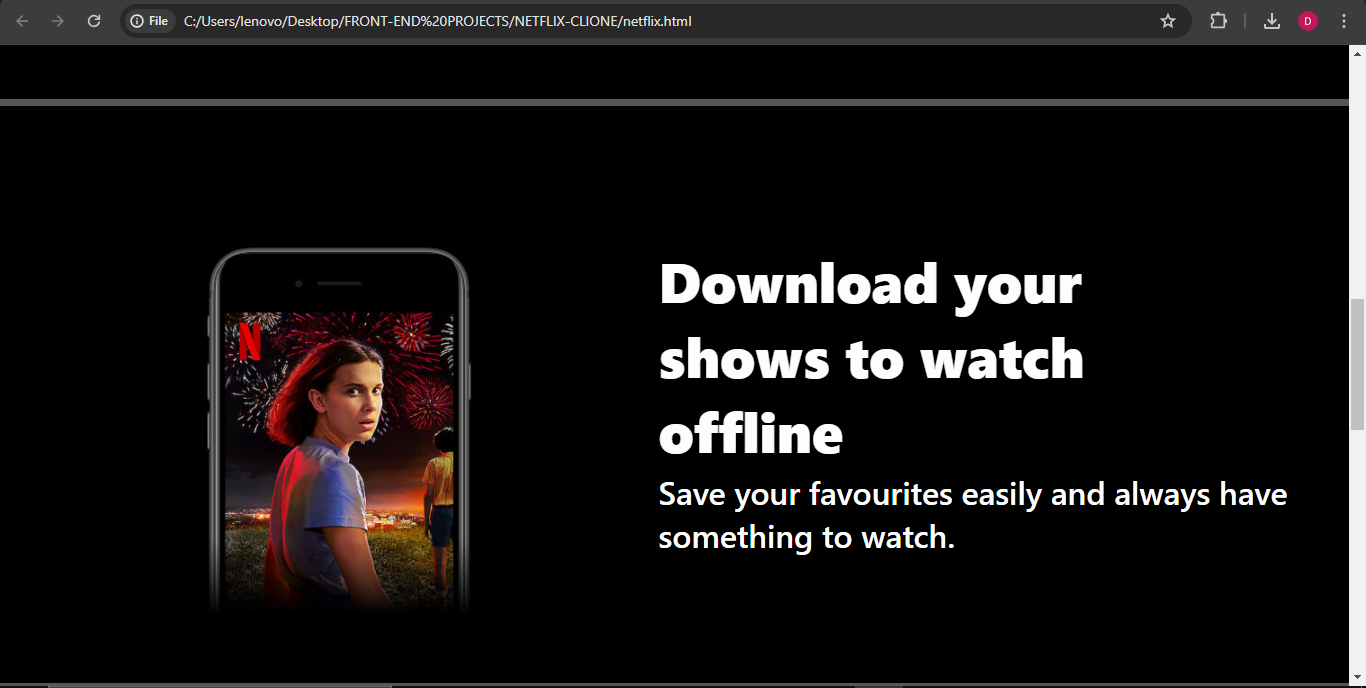 File
C:/Users/lenovo/Desktop/FRONT-END%20PROJECTS/NETFLIX-CLIONE/netflix.html
D
N
Download your
shows to watch
offline
Save your favourites easily and always have
something to watch.